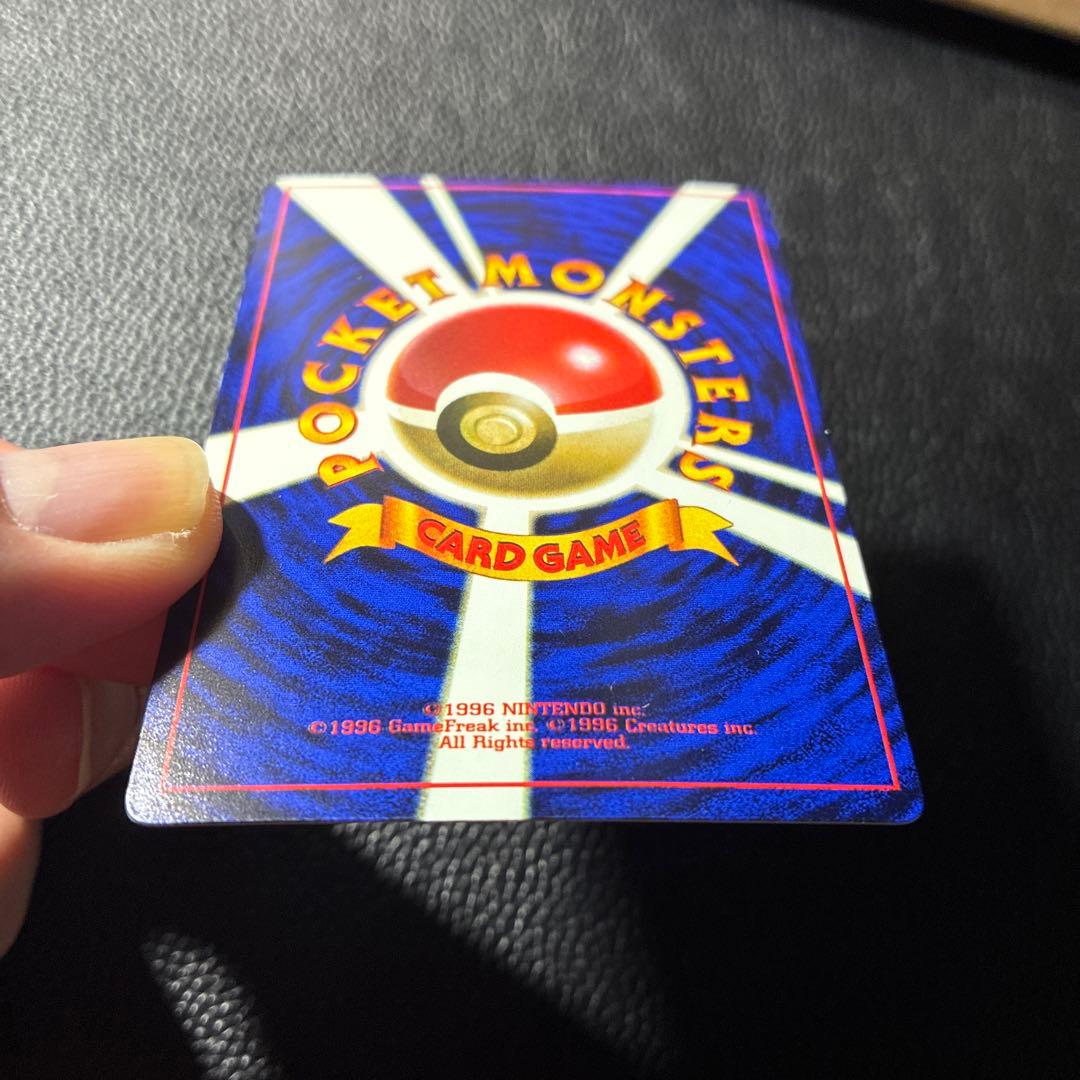 POCKET MONSTERS
CARD GAME
©1996 NINTENDO inc.
©1996 GameFreak inc. ©1996 Creatures inc.
All Rights reserved.